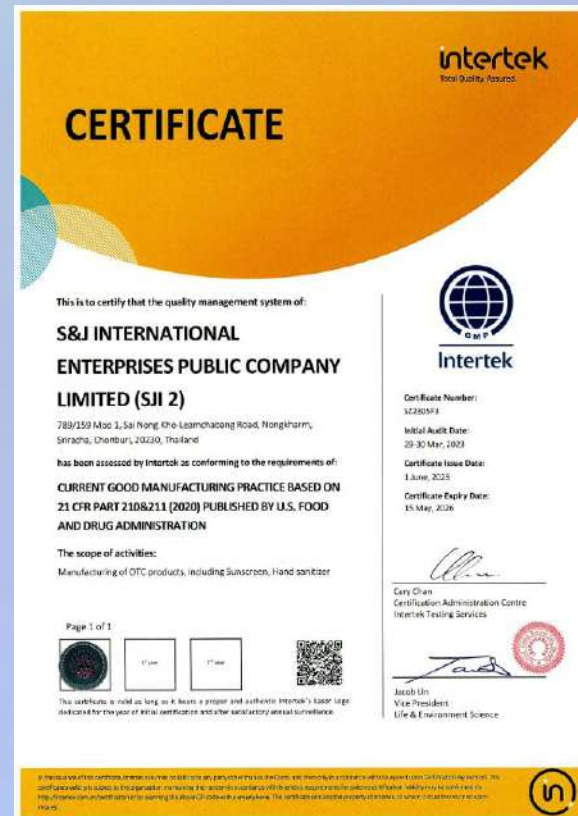 intertek
Total Quality. Assured.
CERTIFICATE
This is to certify that the quality management system of:
S&J INTERNATIONAL
ENTERPRISES PUBLIC COMPANY
LIMITED (SJI 2)
789/159 Moo 1, Sai Nong Kho-Leamchabang Road, Nongkharm,
Sriracha, Chonburi, 20230, Thailand
has been assessed by Intertek as conforming to the requirements of:
CURRENT GOOD MANUFACTURING PRACTICE BASED ON
21 CFR PART 210&211 (2020) PUBLISHED BY U.S. FOOD
AND DRUG ADMINISTRATION
The scope of activities:
Manufacturing of OTC products, including Sunscreen, Hand sanitizer
Page 1 of 1
This certificate is valid as long as it bears a proper and authentic Intertek's Laser Logo
dedicated for the year of initial certification and after satisfactory annual surveillance.
GMP
Intertek
Certificate Number:
Initial Audit Date:
29-30 Mar, 2023
Certificate Issue Date:
1 June, 2023
Certificate Expiry Date:
15 May, 2026
Cary Chan
Certification Administration Centre
Intertek Testing Services
Jacob Lin
Vice President
Life & Environment Science
in